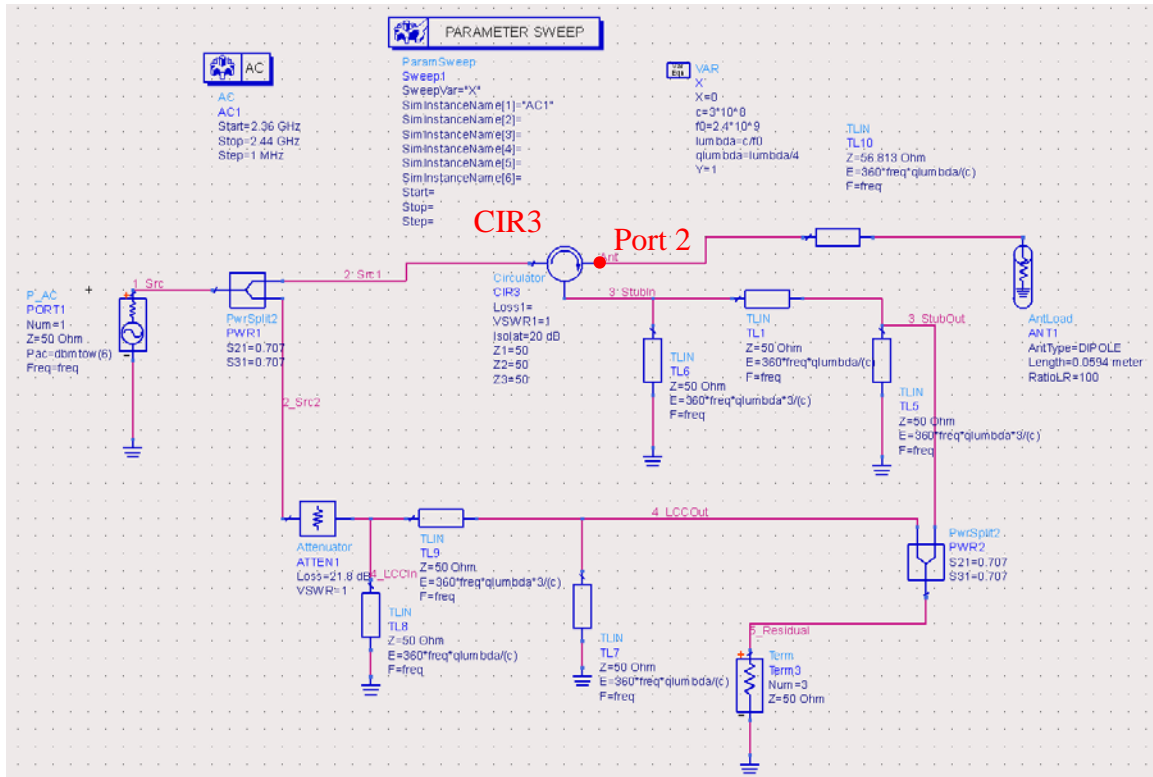 PARAMETER SWEEP
ParamSweep
Sweep1
SweepVar="X"
SimInstanceName[1]="AC1"
SimInstanceName[2]=
SimInstanceName[3]=
SimInstanceName[4]=
SimInstanceName[5]=
SimInstanceName[6]=
Start=
Stop=
Step=
AC
AC
AC1
Start=2.36 GHz
Stop=2.44 GHz
Step=1 MHz
Var
Eqn
VAR
X
X=0
c=3*10^8
f0=2.4*10^9
lumbda=c/f0
qlumbda=lumbda/4
Y=1
TLIN
TL10
Z=56.813 Ohm
E=360*freq*qlumbda/(c)
F=freq
CIR3
Port 2
Ant
1_Src
2_Src1
P_AC
PORT1
Num=1
Z=50 Ohm
Pac=dbmtow(6)
Freq=freq
PwrSplit2
PWR1
S21=0.707
S31=0.707
Circulator
CIR3
Loss1=
VSWR1=1
Isolat=20 dB
Z1=50
Z2=50
Z3=50
3_StubIn
TLIN
TL1
Z=50 Ohm
E=360*freq*qlumbda/(c)
F=freq
3_StubOut
AntLoad
ANT1
AntType=DIPOLE
Length=0.0594 meter
RatioLR=100
TLIN
TL6
Z=50 Ohm
E=360*freq*qlumbda*3/(c)
F=freq
TLIN
TL5
Z=50 Ohm
E=360*freq*qlumbda*3/(c)
F=freq
2_Src2
4_LCCOut
Attenuator
ATTEN1
Loss=21.8 dB
VSWR=1
4_LCCIn
TLIN
TL9
Z=50 Ohm
E=360*freq*qlumbda*3/(c)
F=freq
TLIN
TL8
Z=50 Ohm
E=360*freq*qlumbda/(c)
F=freq
TLIN
TL7
Z=50 Ohm
E=360*freq*qlumbda/(c)
F=freq
PwrSplit2
PWR2
S21=0.707
S31=0.707
5_Residual
Term
Term3
Num=3
Z=50 Ohm